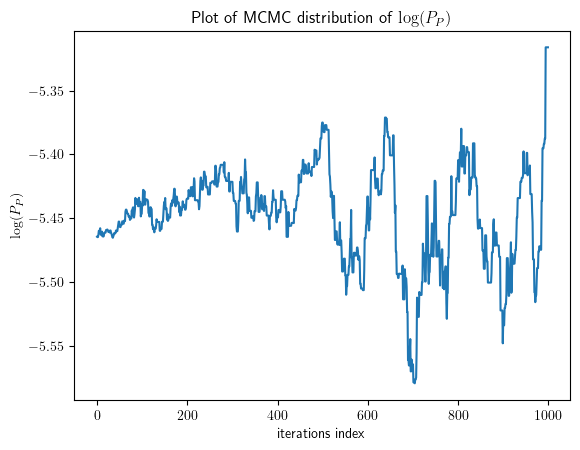 Plot of MCMC distribution of log(P_P)
log(P_P)
−5.35
−5.40
−5.45
−5.50
−5.55
0 200 400 600 800 1000
iterations index